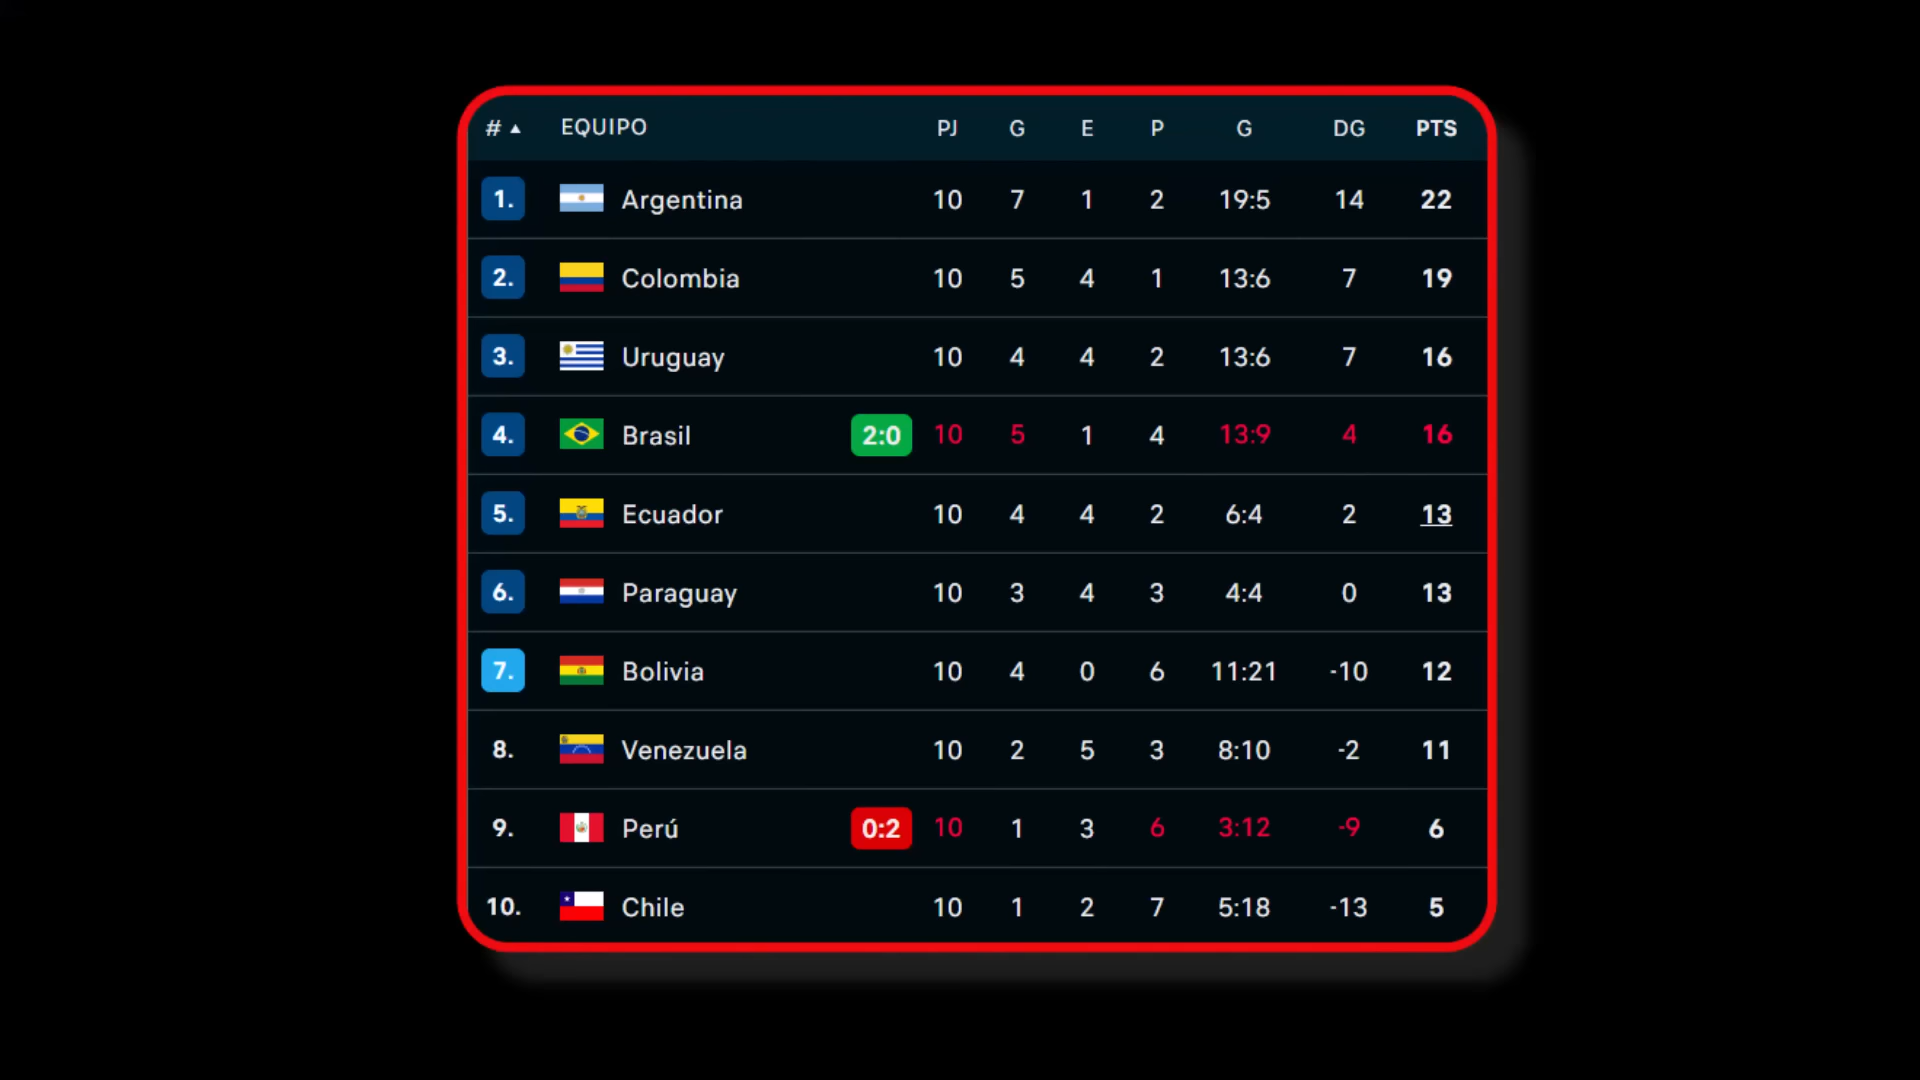 # ▲ EQUIPO PJ G E P G DG PTS
1. Argentina 10 7 1 2 19:5 14 22
2. Colombia 10 5 4 1 13:6 7 19
3. Uruguay 10 4 4 2 13:6 7 16
4. Brasil 2:0 10 5 1 4 13:9 4 16
5. Ecuador 10 4 4 2 6:4 2 13
6. Paraguay 10 3 4 3 4:4 0 13
7. Bolivia 10 4 0 6 11:21 -10 12
8. Venezuela 10 2 5 3 8:10 -2 11
9. Perú 0:2 10 1 3 6 3:12 -9 6
10. Chile 10 1 2 7 5:18 -13 5